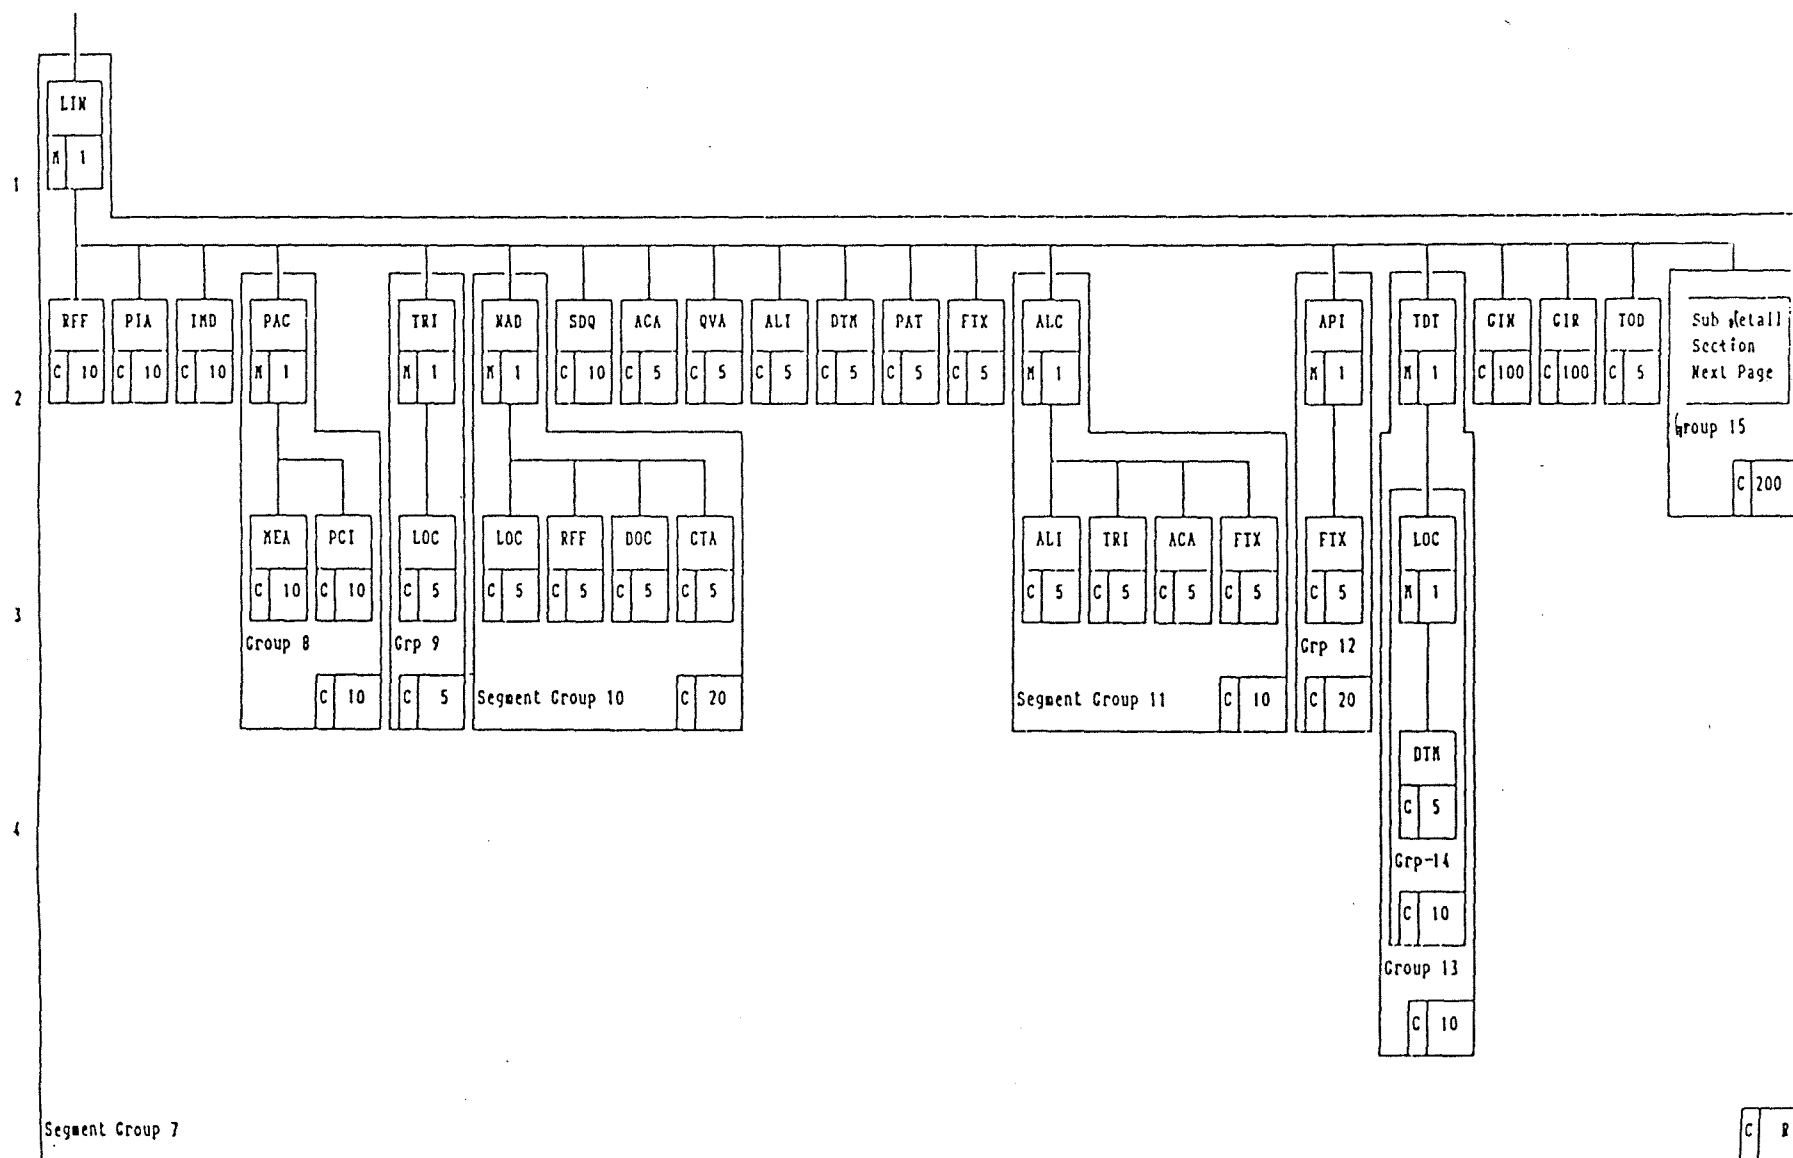 LIN
M 1
1
RFF PIA IMD PAC TRI NAD SDQ ACA QVA ALI DTM PAT FTX ALC API TDT GIN GIR TOD Sub detail
Section
C 10 C 10 C 10 M 1 M 1 M 1 C 10 C 5 C 5 C 5 C 5 C 5 C 5 M 1 M 1 M 1 C 100 C 100 C 5 Next Page
2
Group 15
C 200
MEA PCI LOC LOC RFF DOC CTA ALI TRI ACA FTX FTX LOC
C 10 C 10 C 5 C 5 C 5 C 5 C 5 C 5 C 5 C 5 C 5 C 5 M 1
3
Group 8 Grp 9 Grp 12
C 10 C 5 Segment Group 10 C 20 Segment Group 11 C 10 C 20
DTM
C 5
4
Grp-14
C 10
Group 13
C 10
Segment Group 7 C R